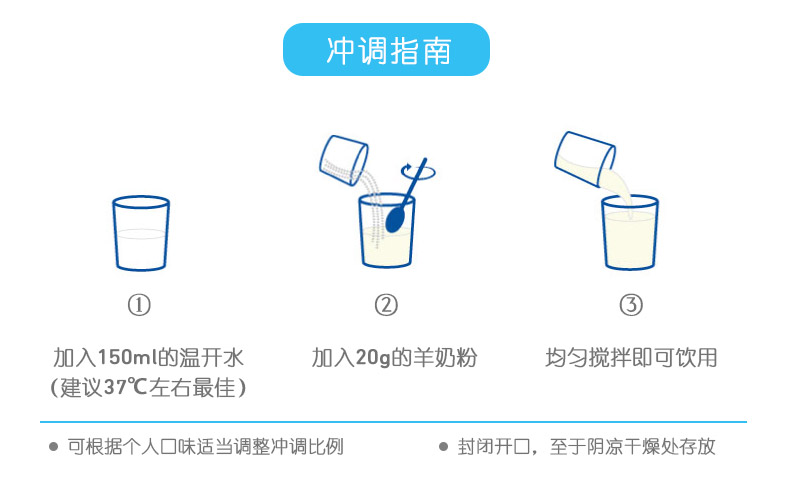 冲调指南
①
②
③
加入150ml的温开水
(建议37℃左右最佳)
加入20g的羊奶粉
均匀搅拌即可饮用
● 可根据个人口味适当调整冲调比例
● 封闭开口，至于阴凉干燥处存放